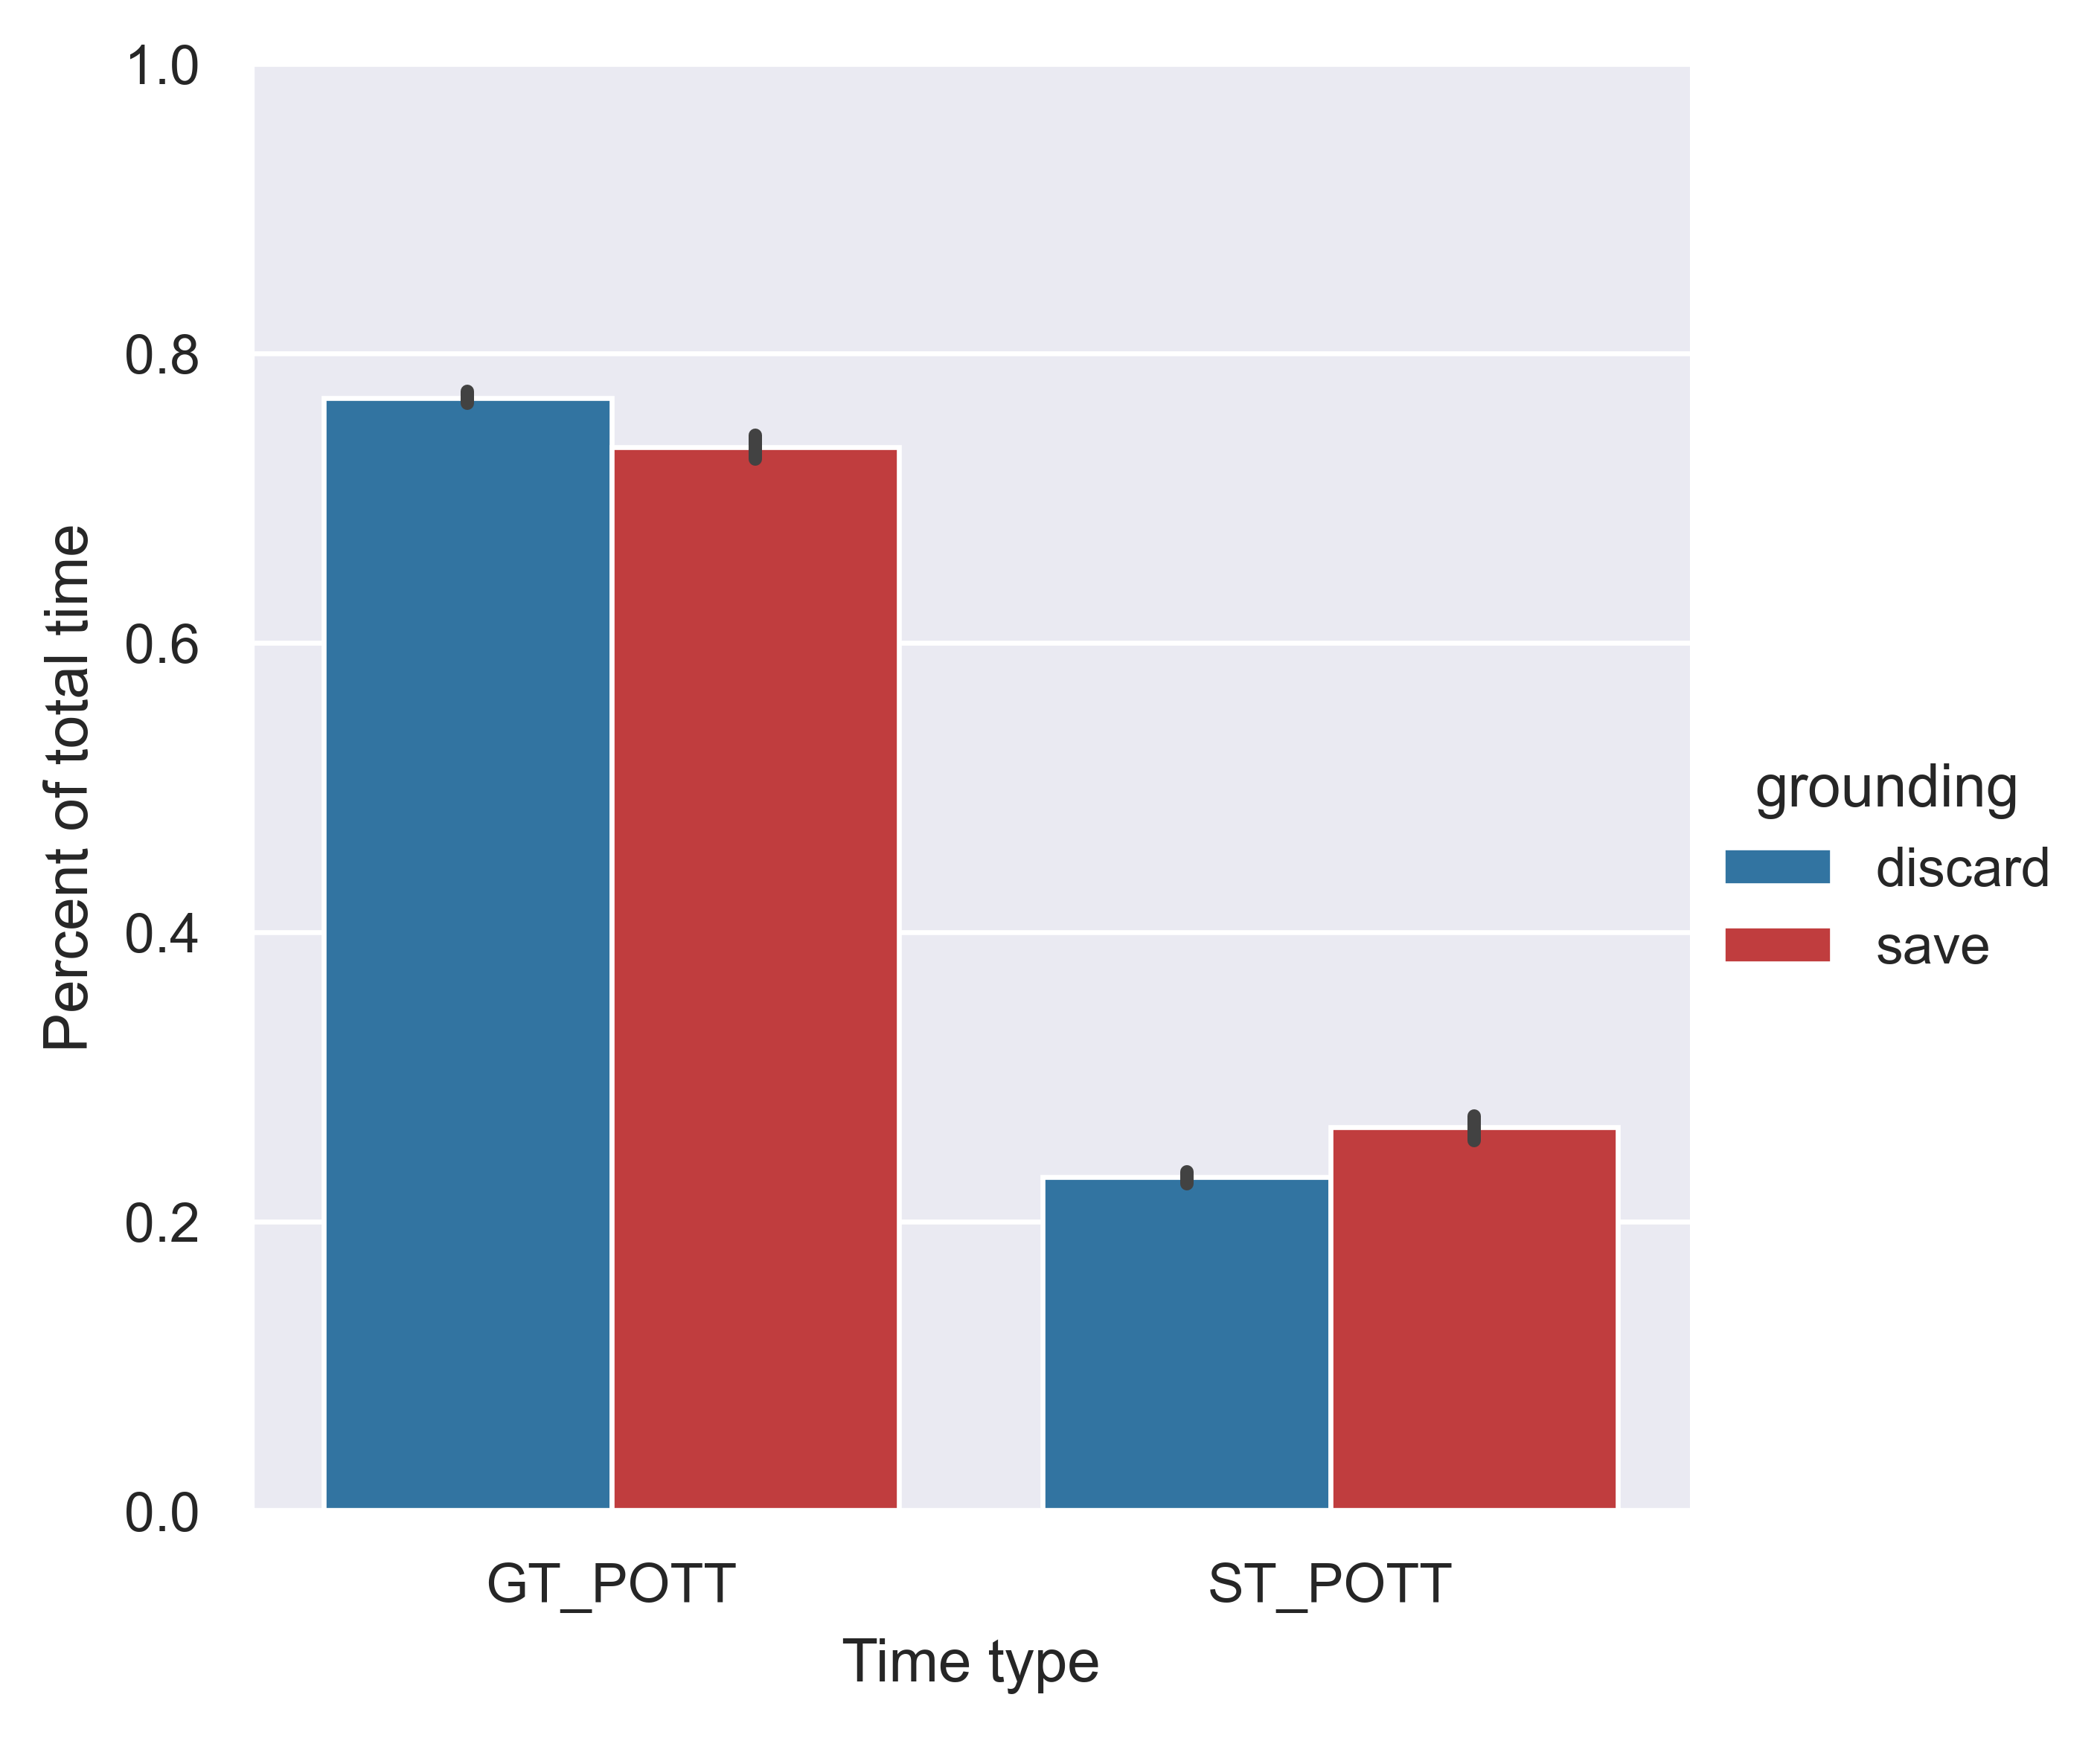 1.0
0.8
0.6
0.4
0.2
0.0
Percent of total time
GT_POTT
ST_POTT
Time type
grounding
discard
save